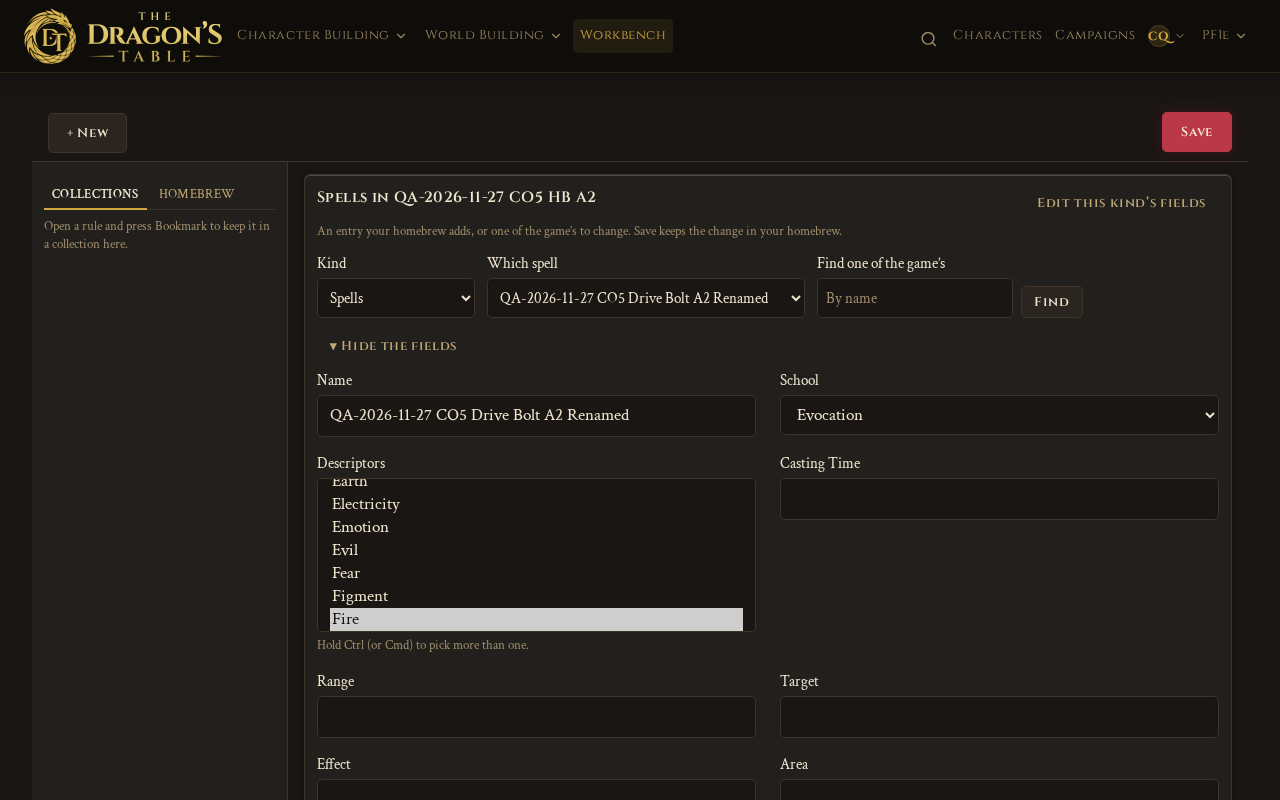 THE
DRAGON'S
TABLE
DT
CHARACTER BUILDING
WORLD BUILDING
WORKBENCH
CHARACTERS
CAMPAIGNS
CQ
PF1E
+ NEW
SAVE
COLLECTIONS
HOMEBREW
Open a rule and press Bookmark to keep it in
a collection here.
SPELLS IN QA-2026-11-27 CO5 HB A2
EDIT THIS KIND'S FIELDS
An entry your homebrew adds, or one of the game's to change. Save keeps the change in your homebrew.
Kind
Which spell
Find one of the game's
Spells
QA-2026-11-27 CO5 Drive Bolt A2 Renamed
By name
FIND
▾ HIDE THE FIELDS
Name
School
QA-2026-11-27 CO5 Drive Bolt A2 Renamed
Evocation
Descriptors
Casting Time
Earth
Electricity
Emotion
Evil
Fear
Figment
Fire
Hold Ctrl (or Cmd) to pick more than one.
Range
Target
Effect
Area